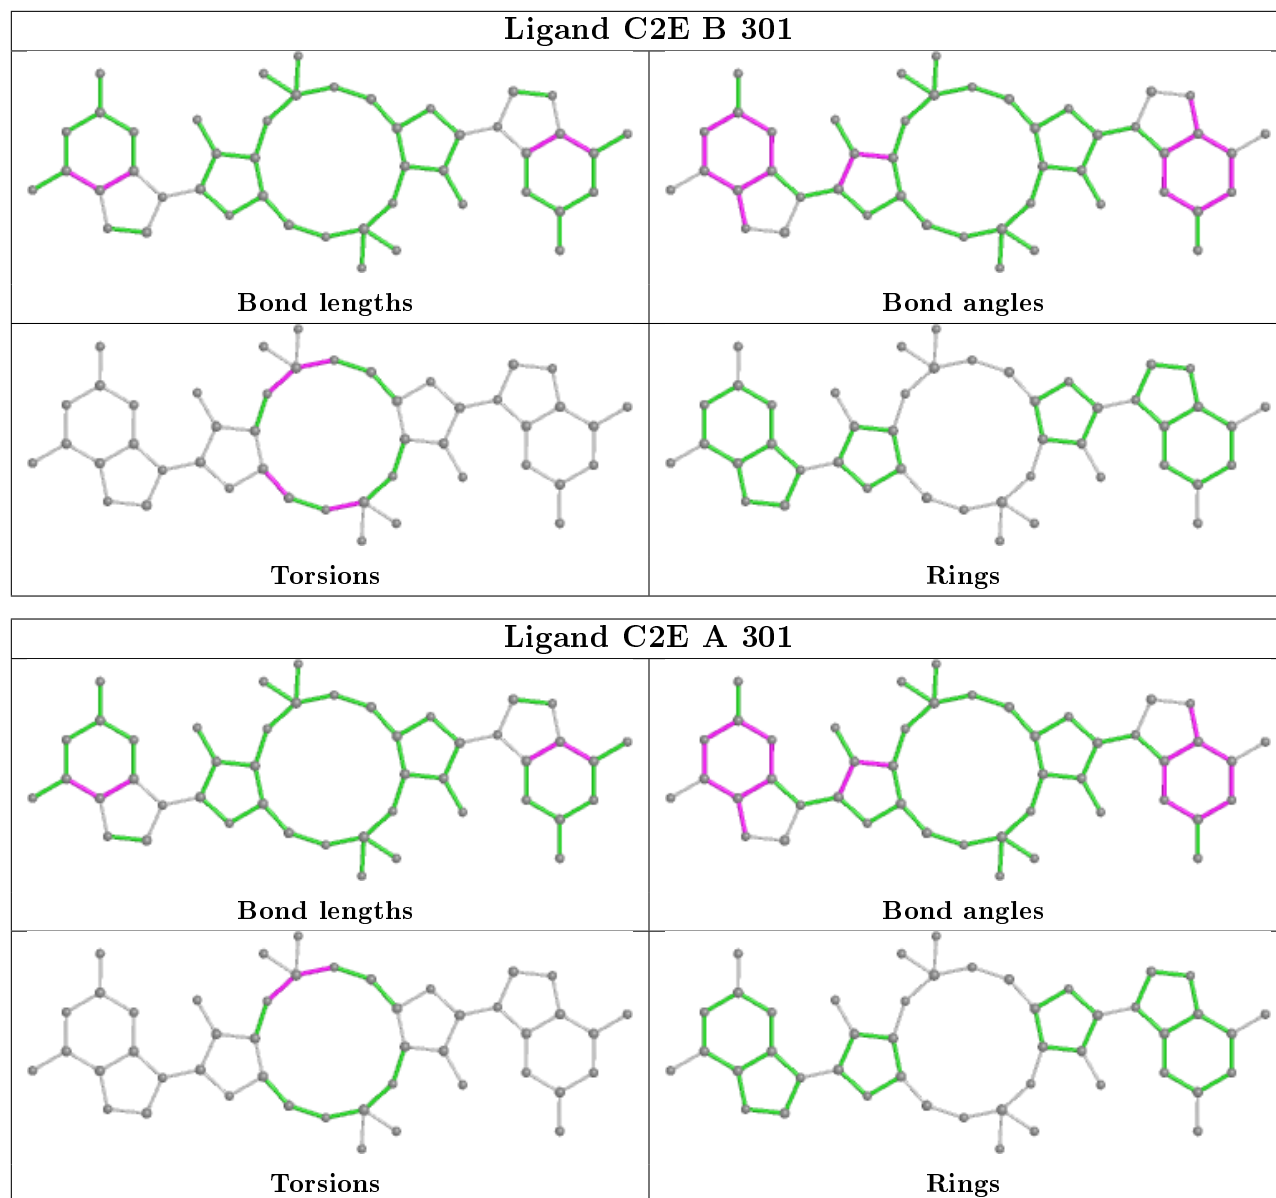 Ligand C2E B 301
Bond lengths
Bond angles
Torsions
Rings
Ligand C2E A 301
Bond lengths
Bond angles
Torsions
Rings